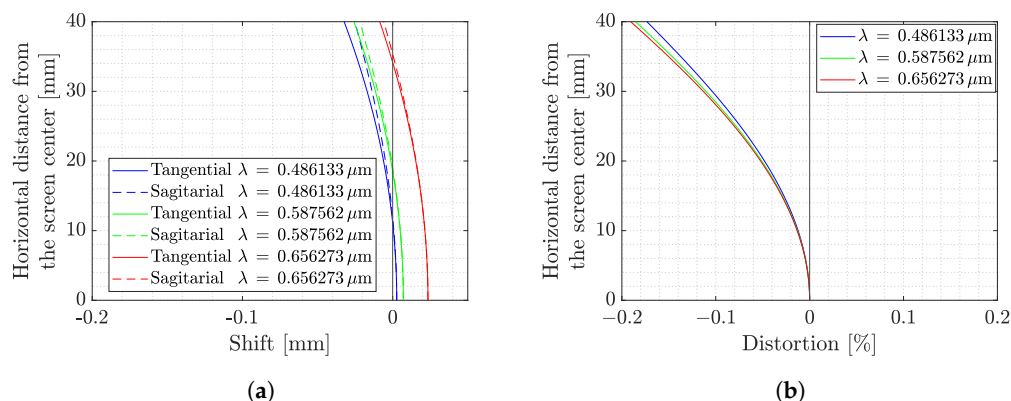 40
30
20
10
0
Horizontal distance from
the screen center [mm]
Tangential λ = 0.486133 μm
Sagitarial λ = 0.486133 μm
Tangential λ = 0.587562 μm
Sagitarial λ = 0.587562 μm
Tangential λ = 0.656273 μm
Sagitarial λ = 0.656273 μm
-0.2 -0.1 0
Shift [mm]
(a)
40
30
20
10
0
Horizontal distance from
the screen center [mm]
λ = 0.486133 μm
λ = 0.587562 μm
λ = 0.656273 μm
−0.2 −0.1 0 0.1 0.2
Distortion [%]
(b)